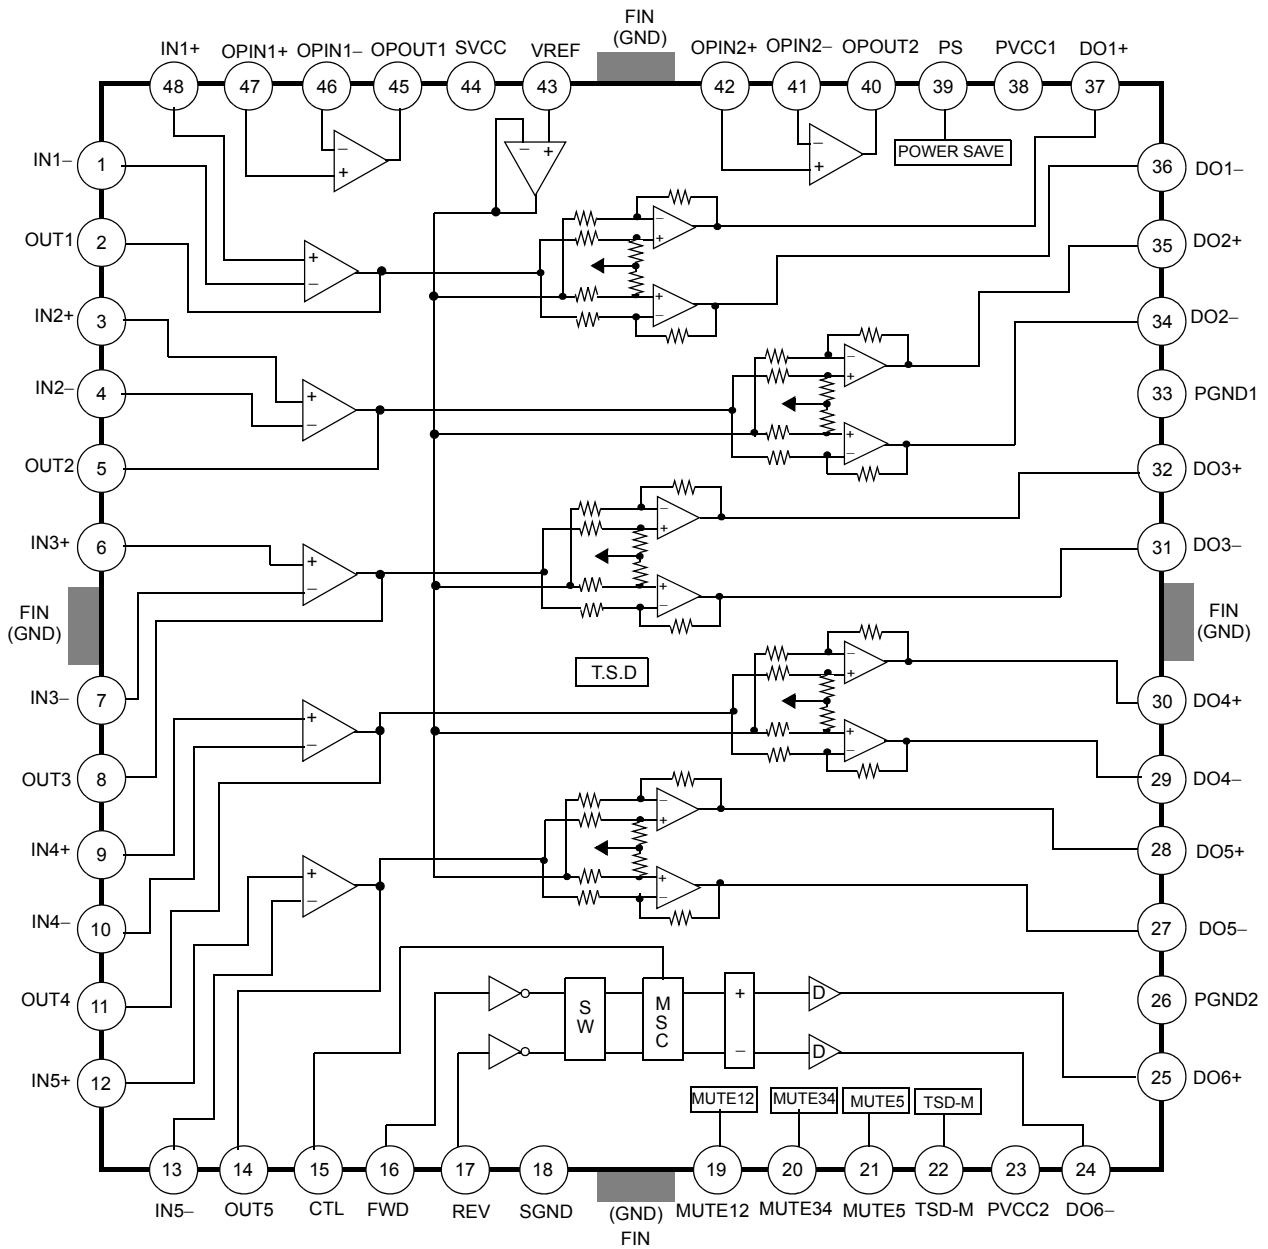 FIN
(GND)
IN1+ OPIN1+ OPIN1− OPOUT1 SVCC VREF OPIN2+ OPIN2− OPOUT2 PS PVCC1 DO1+
48 47 46 45 44 43 42 41 40 39 38 37
− + − + − +
POWER SAVE
IN1− 1 36 DO1−
OUT1 2 − + 35 DO2+
+ −
+ −
IN2+ 3 34 DO2−
− +
IN2− 4 + − 33 PGND1
+ −
OUT2 5 32 DO3+
− +
IN3+ 6 31 DO3−
+ − + −
FIN
(GND)
FIN
(GND)
T.S.D
− +
IN3− 7 30 DO4+
+ − + −
OUT3 8 29 DO4−
− +
IN4+ 9 28 DO5+
+ − + −
IN4− 10 27 DO5−
OUT4 11 26 PGND2
SW MSC + − D D
IN5+ 12 25 DO6+
MUTE12 MUTE34 MUTE5 TSD-M
13 14 15 16 17 18 19 20 21 22 23 24
IN5− OUT5 CTL FWD REV SGND (GND) MUTE12 MUTE34 MUTE5 TSD-M PVCC2 DO6−
FIN